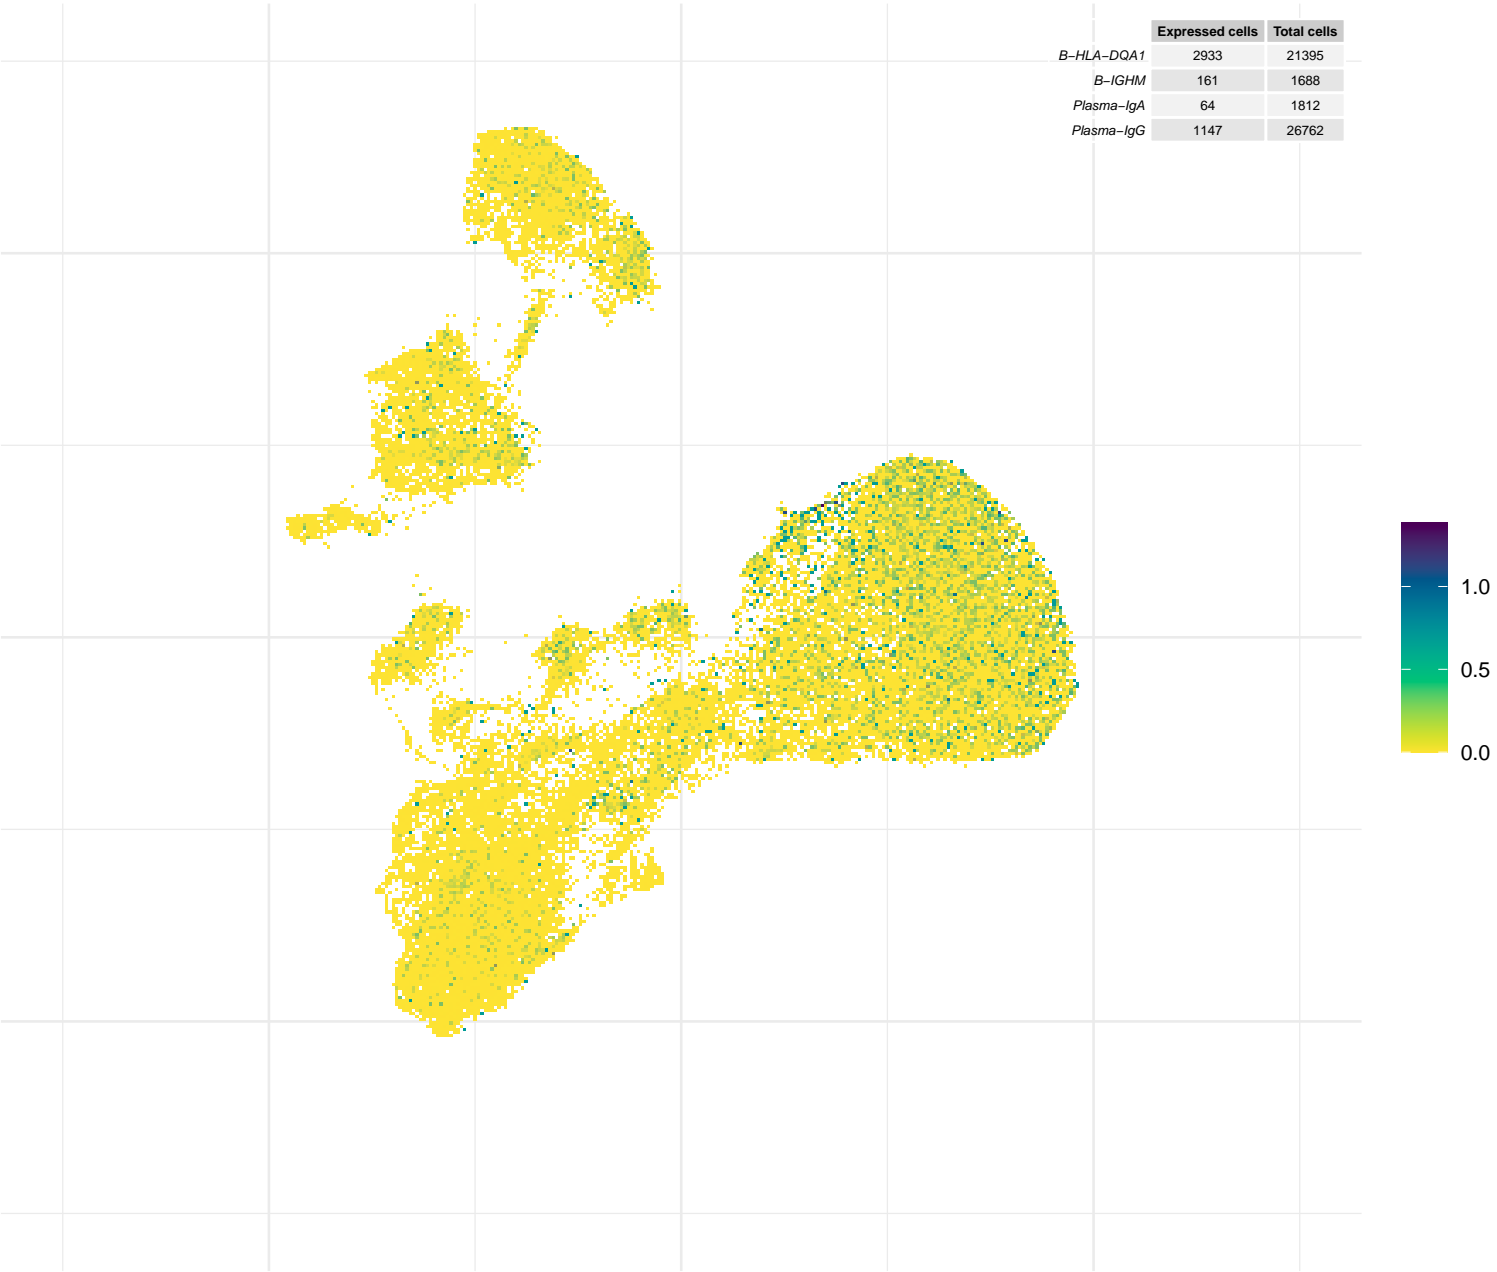 Expressed cells Total cells
B−HLA−DQA1 2933 21395
B−IGHM 161 1688
Plasma−IgA 64 1812
Plasma−IgG 1147 26762
1.0
0.5
0.0